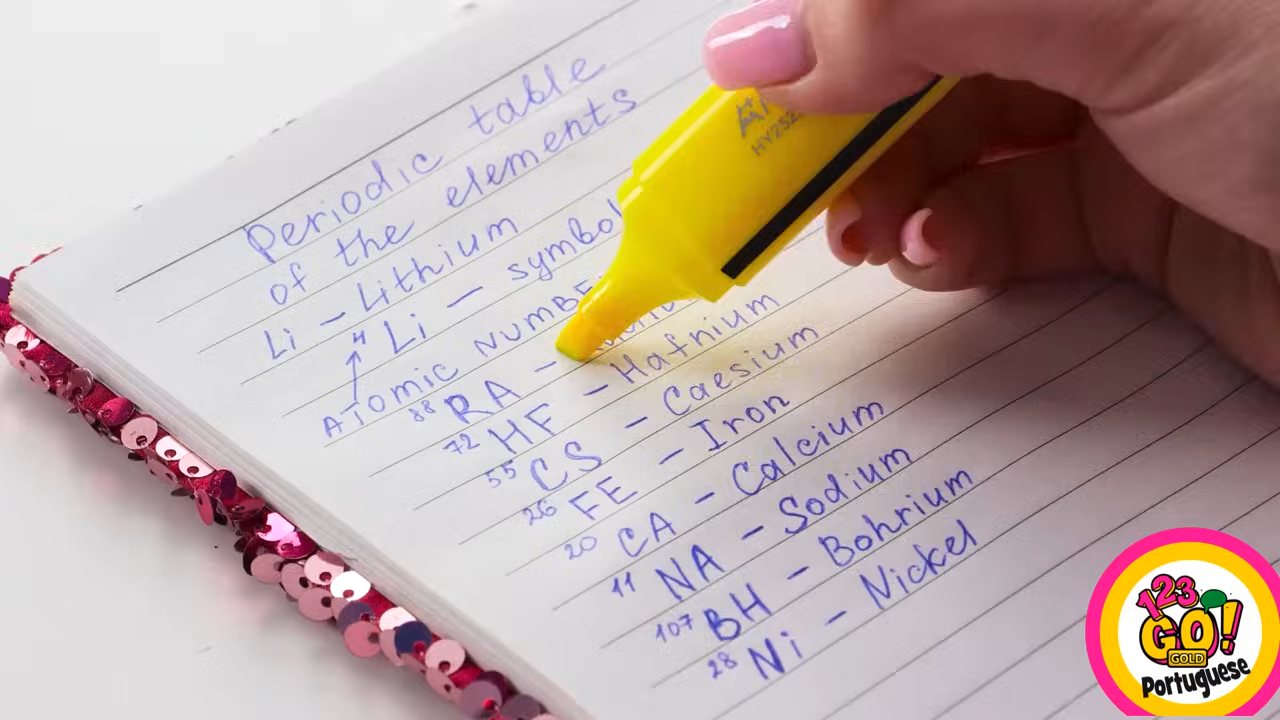 Periodic table
of the elements
Li - Lithium
4 Li - symbol
ATOMIC NUMBE
88 RA -
72 HF - Hafnium
55 CS - Caesium
26 FE - Iron
20 CA - Calcium
11 NA - Sodium
107 BH - Bohrium
28 Ni - Nickel
HY252
123
GO!
GOLD
Portuguese